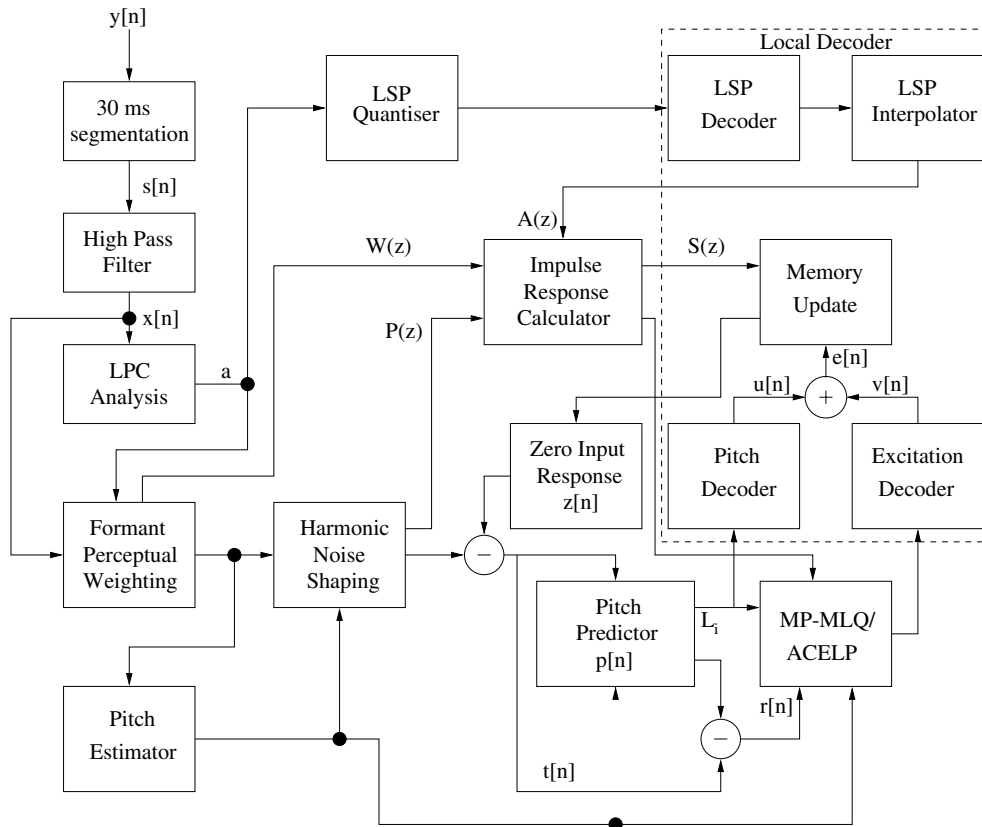 y[n]
Local Decoder
30 ms
segmentation
LSP
Quantiser
LSP
Decoder
LSP
Interpolator
s[n]
A(z)
High Pass
Filter
W(z)
Impulse
Response
Calculator
S(z)
Memory
Update
x[n]
P(z)
LPC
Analysis
a
e[n]
u[n]
+
v[n]
Zero Input
Response
z[n]
Pitch
Decoder
Excitation
Decoder
Formant
Perceptual
Weighting
Harmonic
Noise
Shaping
−
Pitch
Predictor
p[n]
Li
MP-MLQ/
ACELP
r[n]
Pitch
Estimator
−
t[n]